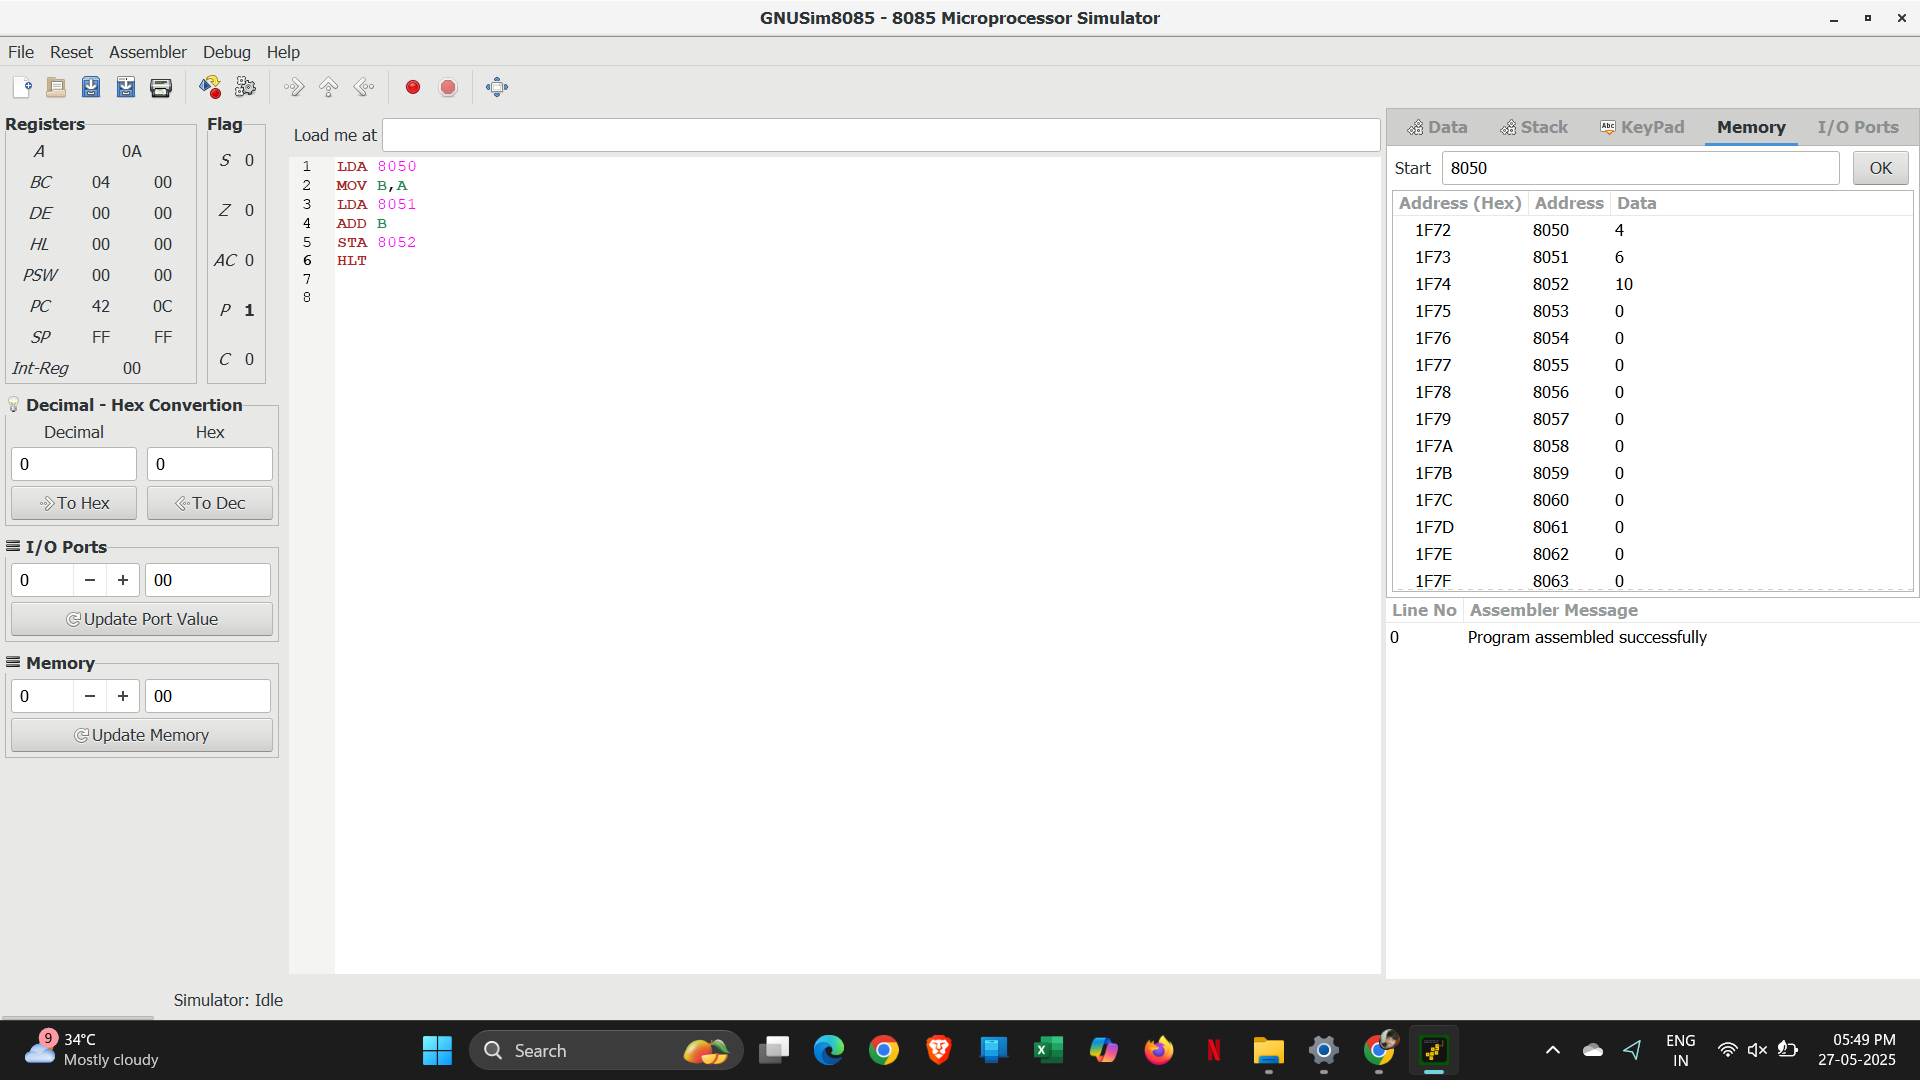 GNUSim8085 - 8085 Microprocessor Simulator
File Reset Assembler Debug Help
Registers
A 0A
BC 04 00
DE 00 00
HL 00 00
PSW 00 00
PC 42 0C
SP FF FF
Int-Reg 00
Flag
S 0
Z 0
AC 0
P 1
C 0
Decimal - Hex Convertion
Decimal Hex
0 0
To Hex To Dec
I/O Ports
0 − + 00
Update Port Value
Memory
0 − + 00
Update Memory
Load me at
1 LDA 8050
2 MOV B,A
3 LDA 8051
4 ADD B
5 STA 8052
6 HLT
7
8
Data Stack Abc KeyPad Memory I/O Ports
Start 8050 OK
Address (Hex) Address Data
1F72 8050 4
1F73 8051 6
1F74 8052 10
1F75 8053 0
1F76 8054 0
1F77 8055 0
1F78 8056 0
1F79 8057 0
1F7A 8058 0
1F7B 8059 0
1F7C 8060 0
1F7D 8061 0
1F7E 8062 0
1F7F 8063 0
Line No Assembler Message
0 Program assembled successfully
Simulator: Idle
9 34°C
Mostly cloudy
Search
ENG
IN
05:49 PM
27-05-2025